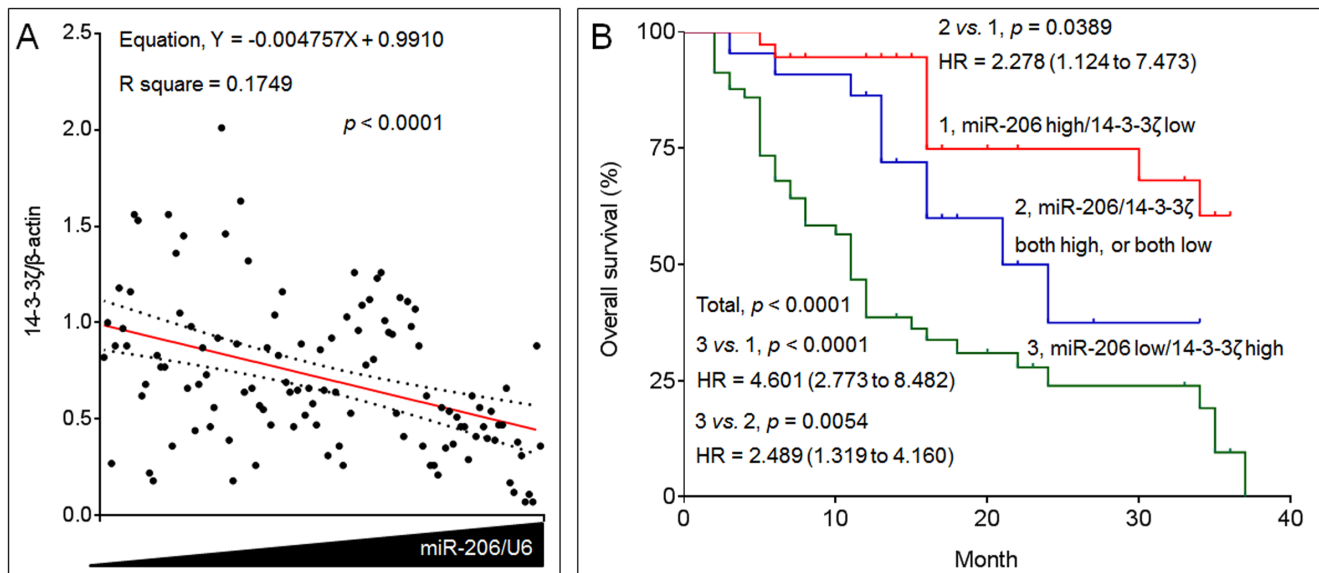 A
Equation, Y = -0.004757X + 0.9910
R square = 0.1749
p < 0.0001
14-3-3ζ/β-actin
2.5
2.0
1.5
1.0
0.5
0.0
miR-206/U6
B
2 vs. 1, p = 0.0389
HR = 2.278 (1.124 to 7.473)
1, miR-206 high/14-3-3ζ low
2, miR-206/14-3-3ζ
both high, or both low
3, miR-206 low/14-3-3ζ high
Total, p < 0.0001
3 vs. 1, p < 0.0001
HR = 4.601 (2.773 to 8.482)
3 vs. 2, p = 0.0054
HR = 2.489 (1.319 to 4.160)
Overall survival (%)
100
75
50
25
0
0 10 20 30 40
Month